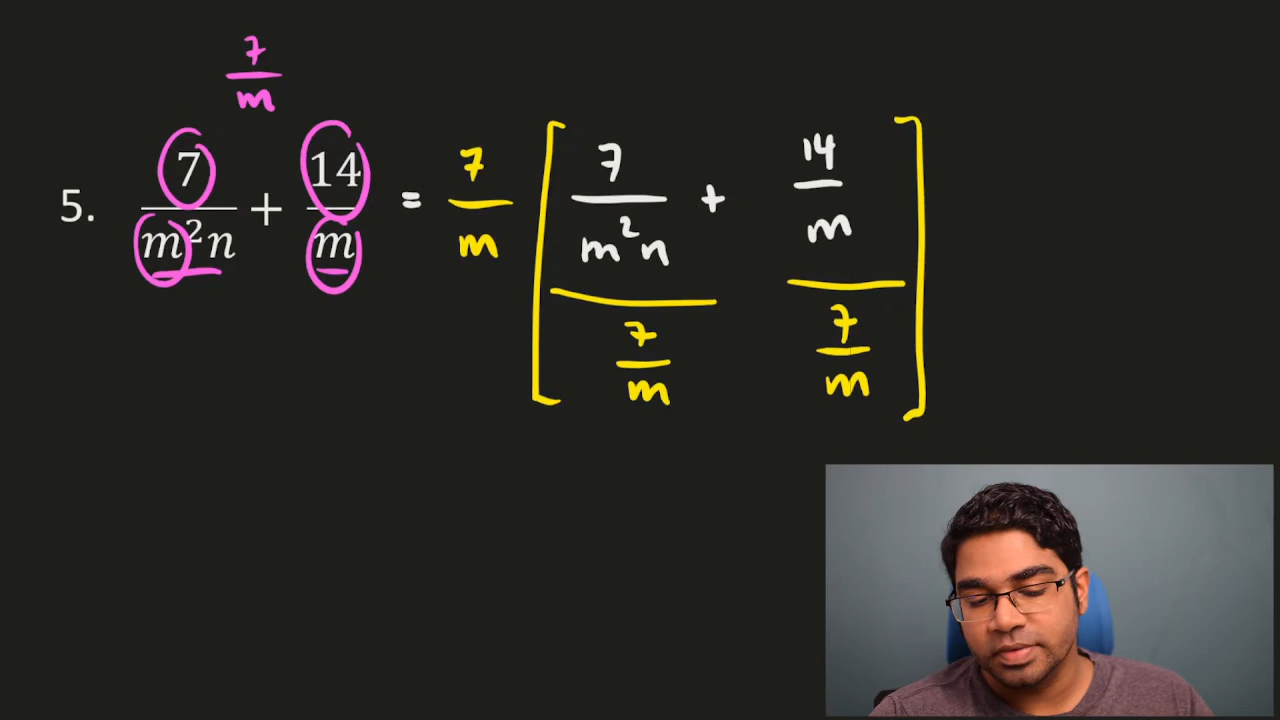 7/m
5. 7/m²n + 14/m = 7/m [ (7/m²n)/(7/m) + (14/m)/(7/m) ]